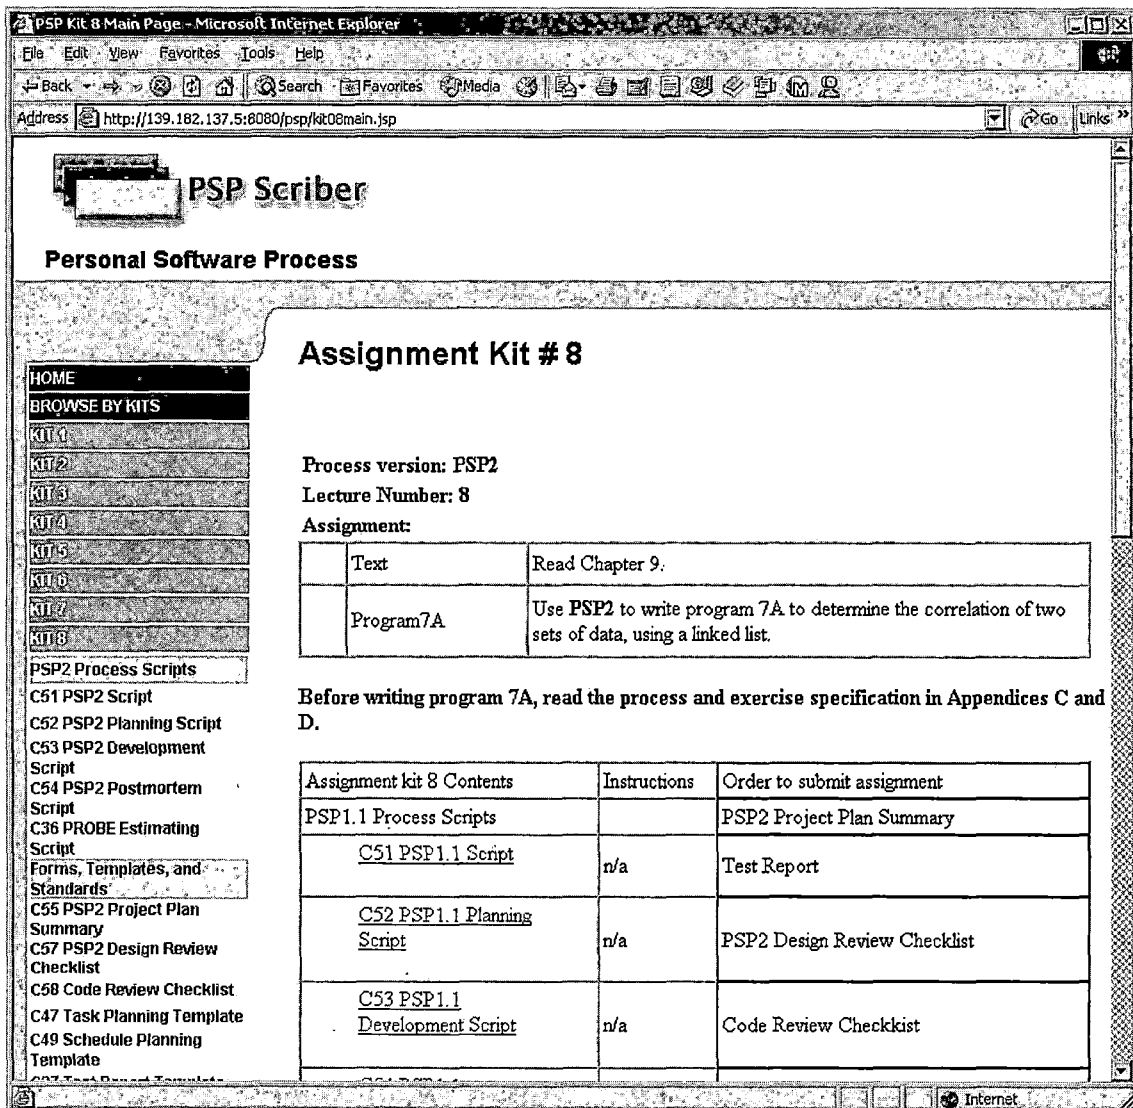 PSP Kit 8 Main Page - Microsoft Internet Explorer
File Edit View Favorites Tools Help
Back Search Favorites Media
Address http://139.182.137.5:8080/psp/kit08main.jsp Go Links »
PSP Scriber
Personal Software Process
Assignment Kit # 8
HOME
BROWSE BY KITS
KIT 1
KIT 2
KIT 3
KIT 4
KIT 5
KIT 6
KIT 7
KIT 8
PSP2 Process Scripts
C51 PSP2 Script
C52 PSP2 Planning Script
C53 PSP2 Development
Script
C54 PSP2 Postmortem
Script
C36 PROBE Estimating
Script
Forms, Templates, and
Standards
C55 PSP2 Project Plan
Summary
C57 PSP2 Design Review
Checklist
C58 Code Review Checklist
C47 Task Planning Template
C49 Schedule Planning
Template
Process version: PSP2
Lecture Number: 8
Assignment:
Text Read Chapter 9.
Program7A Use PSP2 to write program 7A to determine the correlation of two
sets of data, using a linked list.
Before writing program 7A, read the process and exercise specification in Appendices C and
D.
Assignment kit 8 Contents Instructions Order to submit assignment
PSP1.1 Process Scripts PSP2 Project Plan Summary
C51 PSP1.1 Script n/a Test Report
C52 PSP1.1 Planning
Script n/a PSP2 Design Review Checklist
C53 PSP1.1
Development Script n/a Code Review Checkkist
Internet